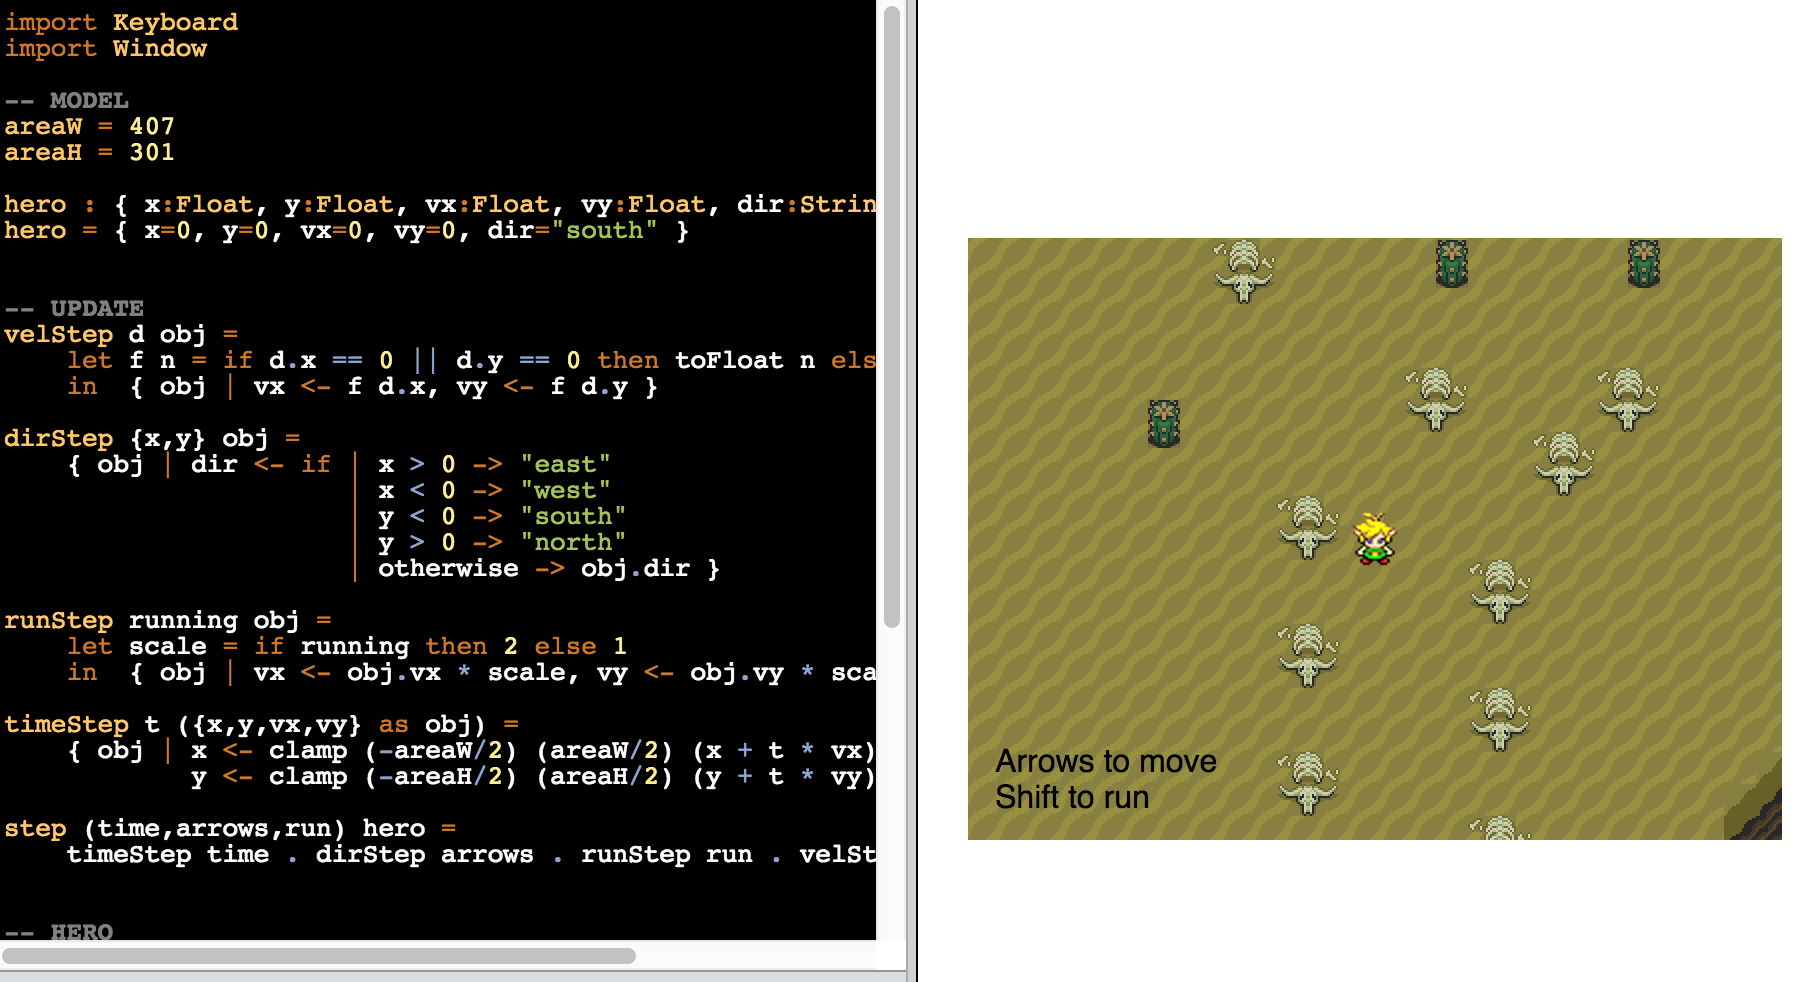 import Keyboard
import Window
-- MODEL
areaW = 407
areaH = 301
hero : { x:Float, y:Float, vx:Float, vy:Float, dir:Strin
hero = { x=0, y=0, vx=0, vy=0, dir="south" }
-- UPDATE
velStep d obj =
    let f n = if d.x == 0 || d.y == 0 then toFloat n els
    in  { obj | vx <- f d.x, vy <- f d.y }
dirStep {x,y} obj =
    { obj | dir <- if | x > 0 -> "east"
                      | x < 0 -> "west"
                      | y < 0 -> "south"
                      | y > 0 -> "north"
                      | otherwise -> obj.dir }
runStep running obj =
    let scale = if running then 2 else 1
    in  { obj | vx <- obj.vx * scale, vy <- obj.vy * sca
timeStep t ({x,y,vx,vy} as obj) =
    { obj | x <- clamp (-areaW/2) (areaW/2) (x + t * vx)
            y <- clamp (-areaH/2) (areaH/2) (y + t * vy)
step (time,arrows,run) hero =
    timeStep time . dirStep arrows . runStep run . velSt
-- HERO
Arrows to move
Shift to run